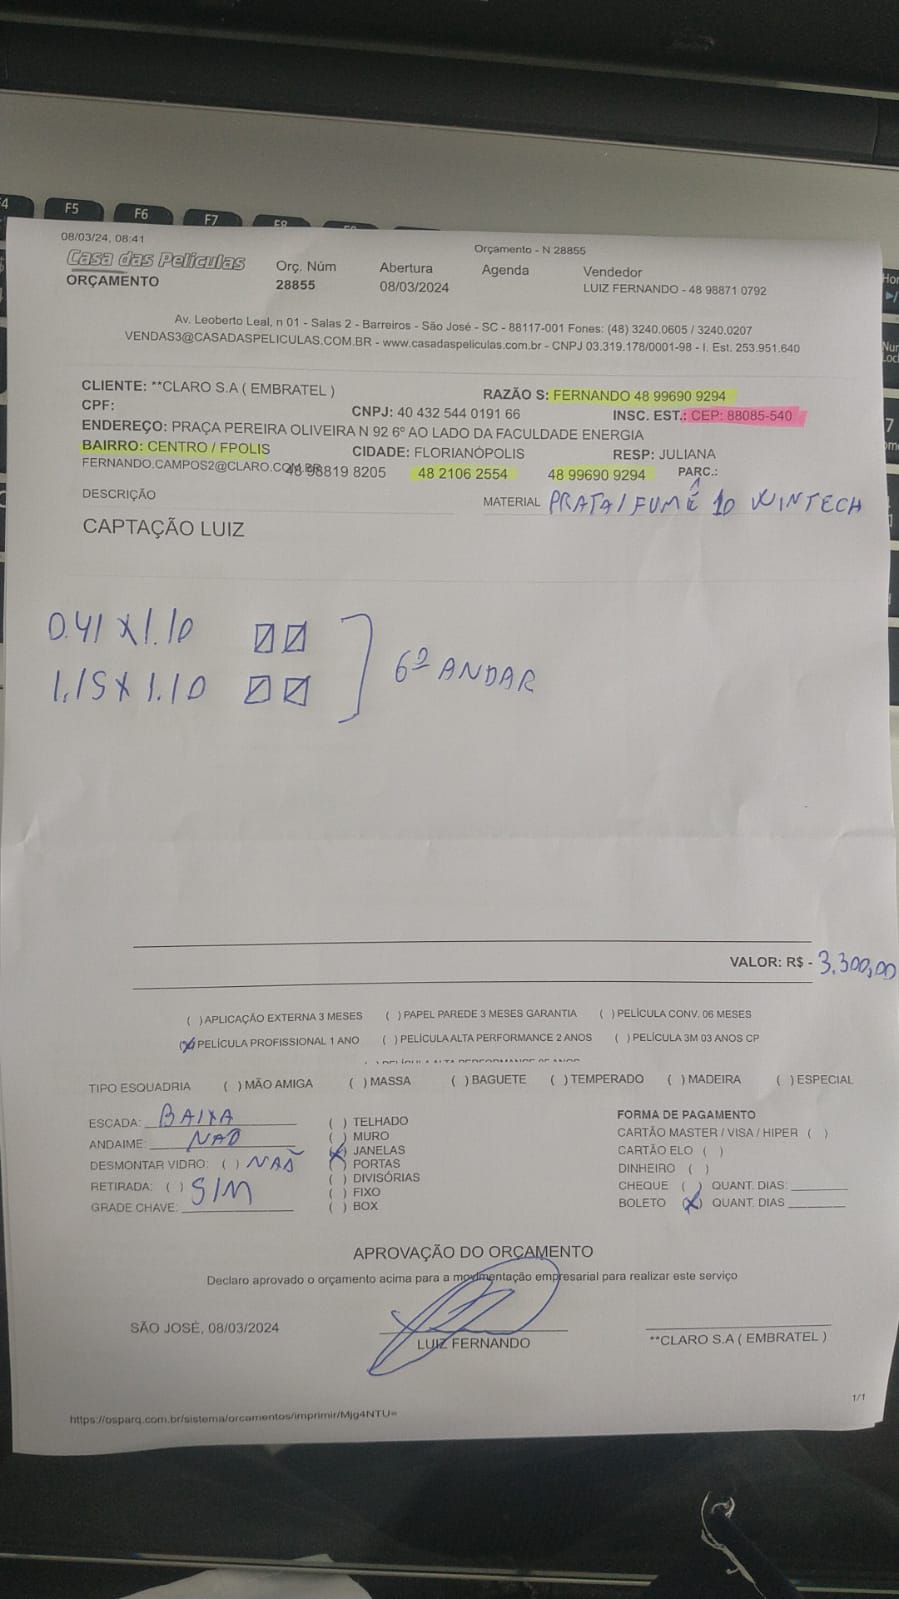 F5 F6 F7 F8
08/03/24, 08:41
Orçamento - N 28855
Casa das Películas
Orç. Núm Abertura Agenda Vendedor
ORÇAMENTO 28855 08/03/2024 LUIZ FERNANDO - 48 98871 0792
Av. Leoberto Leal, n 01 - Salas 2 - Barreiros - São José - SC - 88117-001 Fones: (48) 3240.0605 / 3240.0207
VENDAS3@CASADASPELICULAS.COM.BR - www.casadaspeliculas.com.br - CNPJ 03.319.178/0001-98 - I. Est. 253.951.640
CLIENTE: **CLARO S.A ( EMBRATEL ) RAZÃO S: FERNANDO 48 99690 9294
CPF: CNPJ: 40 432 544 0191 66 INSC. EST.: CEP: 88085-540
ENDEREÇO: PRAÇA PEREIRA OLIVEIRA N 92 6º AO LADO DA FACULDADE ENERGIA
BAIRRO: CENTRO / FPOLIS CIDADE: FLORIANÓPOLIS RESP: JULIANA
FERNANDO.CAMPOS2@CLARO.COM.BR 48 98819 8205 48 2106 2554 48 99690 9294 PARC.:
DESCRIÇÃO MATERIAL PRATA/FUMÊ 10 WINTECH
CAPTAÇÃO LUIZ
0.41 x 1.10
1.15 x 1.10
6º ANDAR
VALOR: R$ - 3.300,00
( )APLICAÇÃO EXTERNA 3 MESES ( ) PAPEL PAREDE 3 MESES GARANTIA ( )PELÍCULA CONV. 06 MESES
(X)PELÍCULA PROFISSIONAL 1 ANO ( )PELÍCULA ALTA PERFORMANCE 2 ANOS ( )PELÍCULA 3M 03 ANOS CP
TIPO ESQUADRIA ( ) MÃO AMIGA ( ) MASSA ( ) BAGUETE ( ) TEMPERADO ( ) MADEIRA ( ) ESPECIAL
ESCADA: BAIXA
ANDAIME: NAO
DESMONTAR VIDRO: ( ) NAÕ
RETIRADA: ( ) SIM
GRADE CHAVE:
( ) TELHADO
( ) MURO
(X) JANELAS
( ) PORTAS
( ) DIVISÓRIAS
( ) FIXO
( ) BOX
FORMA DE PAGAMENTO
CARTÃO MASTER / VISA / HIPER ( )
CARTÃO ELO ( )
DINHEIRO ( )
CHEQUE ( ) QUANT. DIAS:
BOLETO (X) QUANT. DIAS
APROVAÇÃO DO ORÇAMENTO
Declaro aprovado o orçamento acima para a movimentação empresarial para realizar este serviço
SÃO JOSÉ, 08/03/2024
LUIZ FERNANDO
**CLARO S.A ( EMBRATEL )
1/1
https://osparq.com.br/sistema/orcamentos/imprimir/Mjg4NTU=